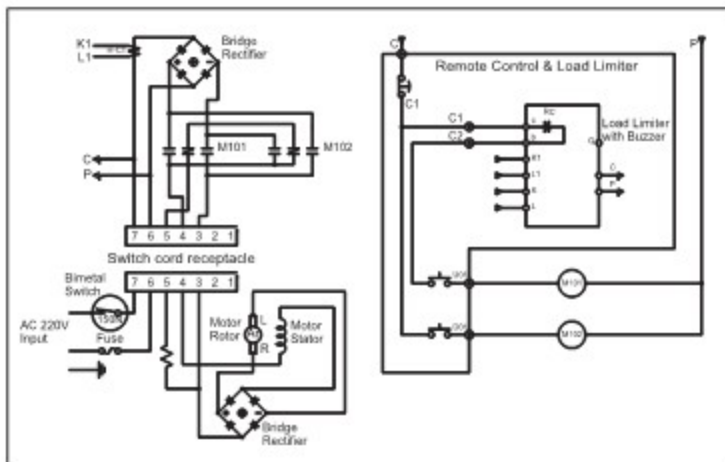 K1
L1
Bridge
Rectifier
M101
M102
C
P
7 6 5 4 3 2 1
Switch cord receptacle
7 6 5 4 3 2 1
Bimetal
Switch
AC 220V
Input
Fuse
Motor
Rotor
L
R
Motor
Stator
Bridge
Rectifier
C
P
Remote Control & Load Limiter
C1
C1
C2
Load Limiter
with Buzzer
K1
L1
K
L
C
P
M101
M102